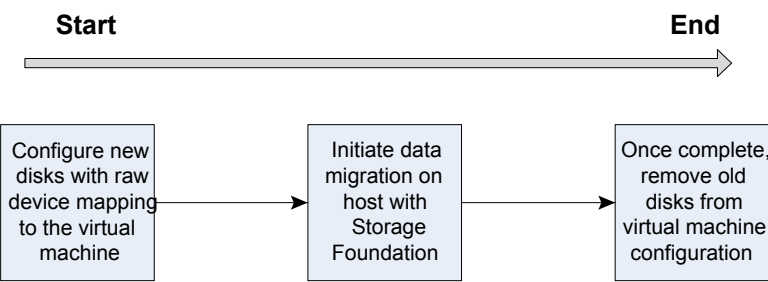 Start
End
Configure new
disks with raw
device mapping
to the virtual
machine
Initiate data
migration on
host with
Storage
Foundation
Once complete,
remove old
disks from
virtual machine
configuration